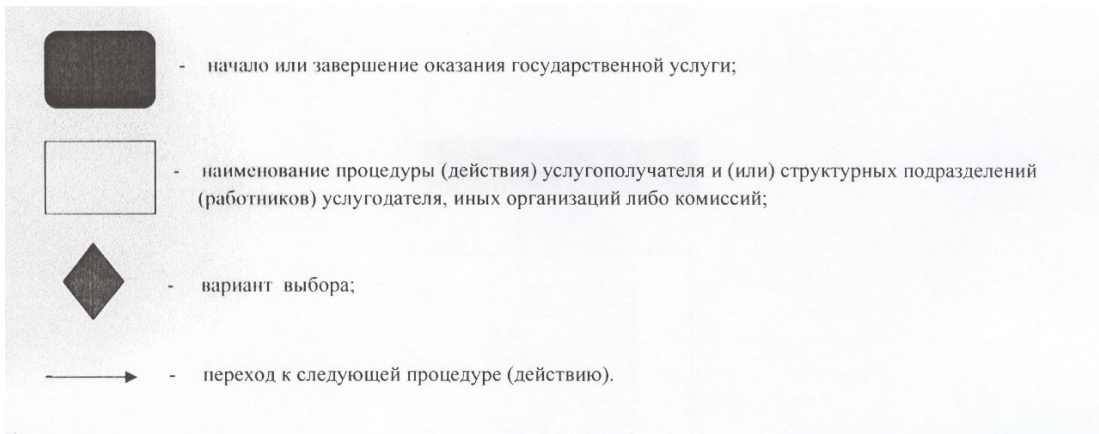 - начало или завершение оказания государственной услуги;
- наименование процедуры (действия) услугополучателя и (или) структурных подразделений
(работников) услугодателя, иных организаций либо комиссий;
- вариант выбора;
- переход к следующей процедуре (действию).